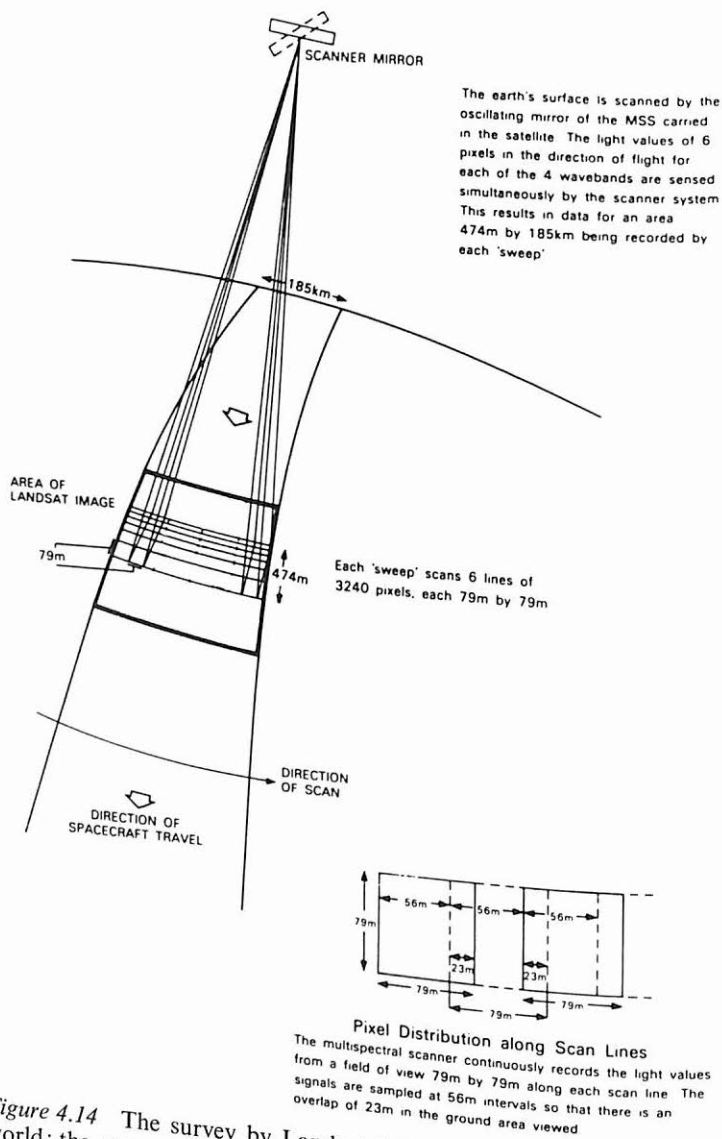 SCANNER MIRROR
The earth's surface is scanned by the
oscillating mirror of the MSS carried
in the satellite The light values of 6
pixels in the direction of flight for
each of the 4 wavebands are sensed
simultaneously by the scanner system
This results in data for an area
474m by 185km being recorded by
each 'sweep'
185km
AREA OF
LANDSAT IMAGE
79m
474m
Each 'sweep' scans 6 lines of
3240 pixels, each 79m by 79m
DIRECTION
OF SCAN
DIRECTION OF
SPACECRAFT TRAVEL
56m 56m 56m
79m
23m 23m
79m 79m
79m
Pixel Distribution along Scan Lines
The multispectral scanner continuously records the light values
from a field of view 79m by 79m along each scan line The
signals are sampled at 56m intervals so that there is an
overlap of 23m in the ground area viewed
Figure 4.14 The survey by